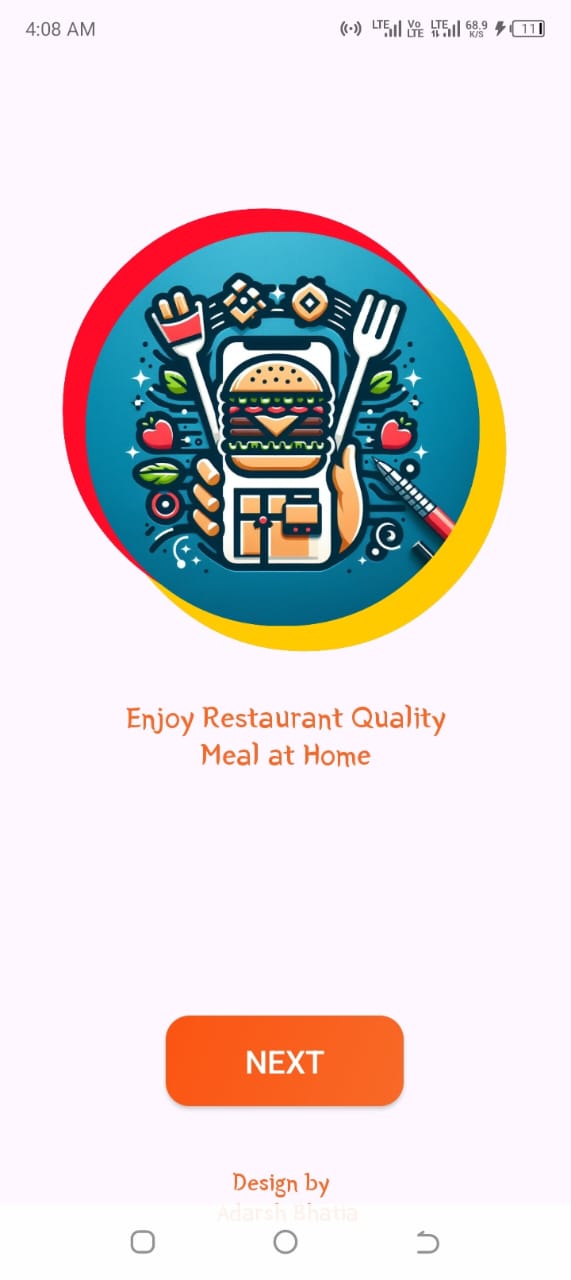 4:08 AM
LTE Vo LTE LTE 68.9 K/S 11
Enjoy Restaurant Quality
Meal at Home
NEXT
Design by
Adarsh Bhatia